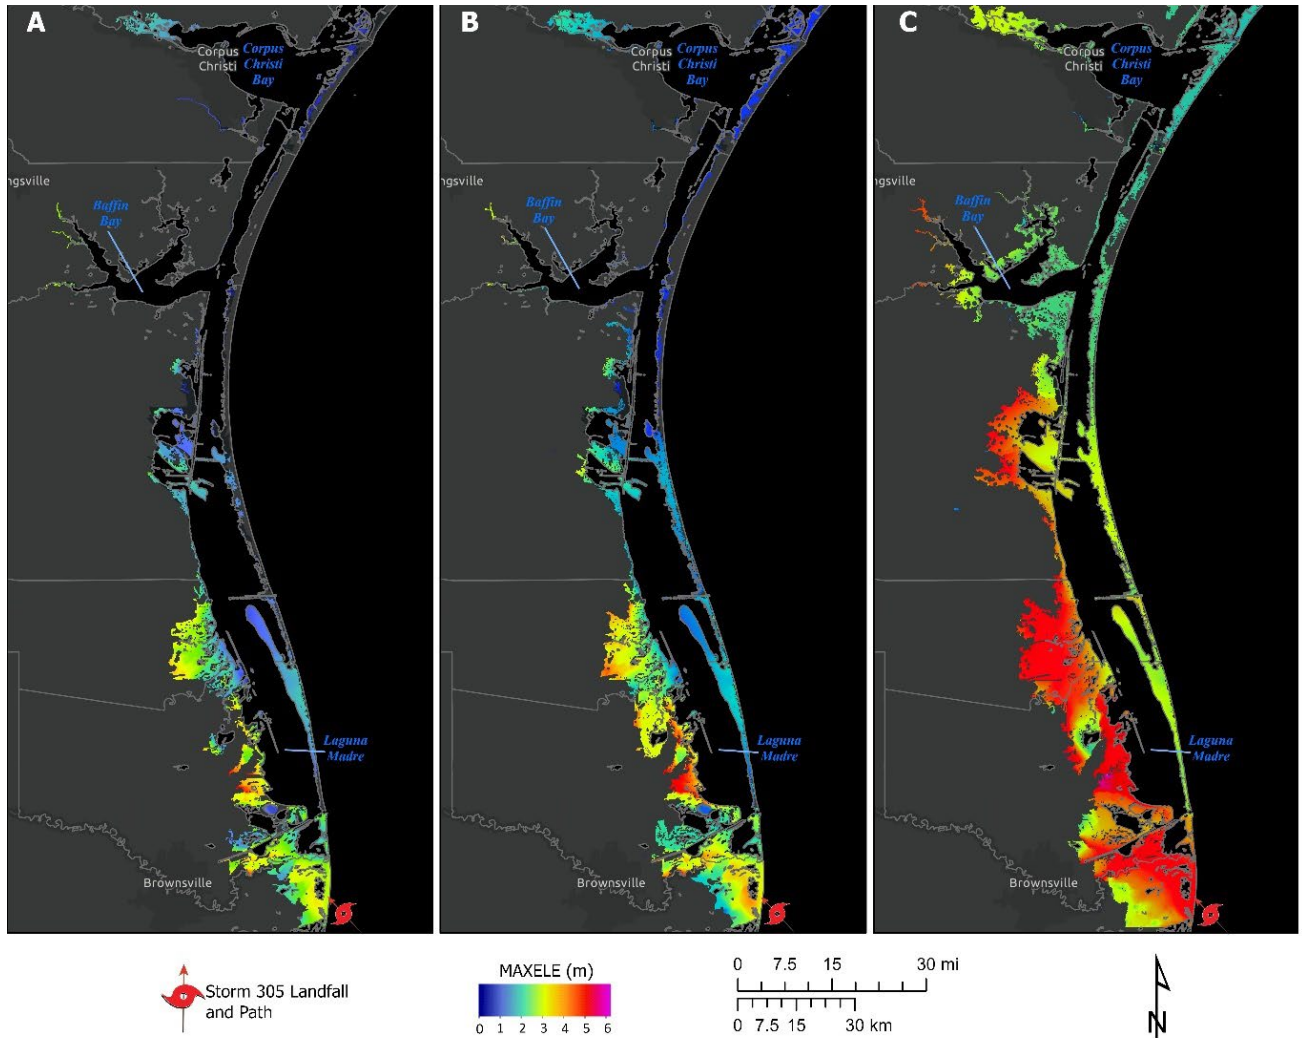 A
Corpus
Christi
Corpus
Christi
Bay
ngsville
Baffin
Bay
Laguna
Madre
Brownsville
B
Corpus
Christi
Corpus
Christi
Bay
Baffin
Bay
Laguna
Madre
Brownsville
C
Corpus
Christi
Corpus
Christi
Bay
ngsville
Baffin
Bay
Laguna
Madre
Brownsville
Storm 305 Landfall
and Path
MAXELE (m)
0 1 2 3 4 5 6
0 7.5 15 30 mi
0 7.5 15 30 km
N